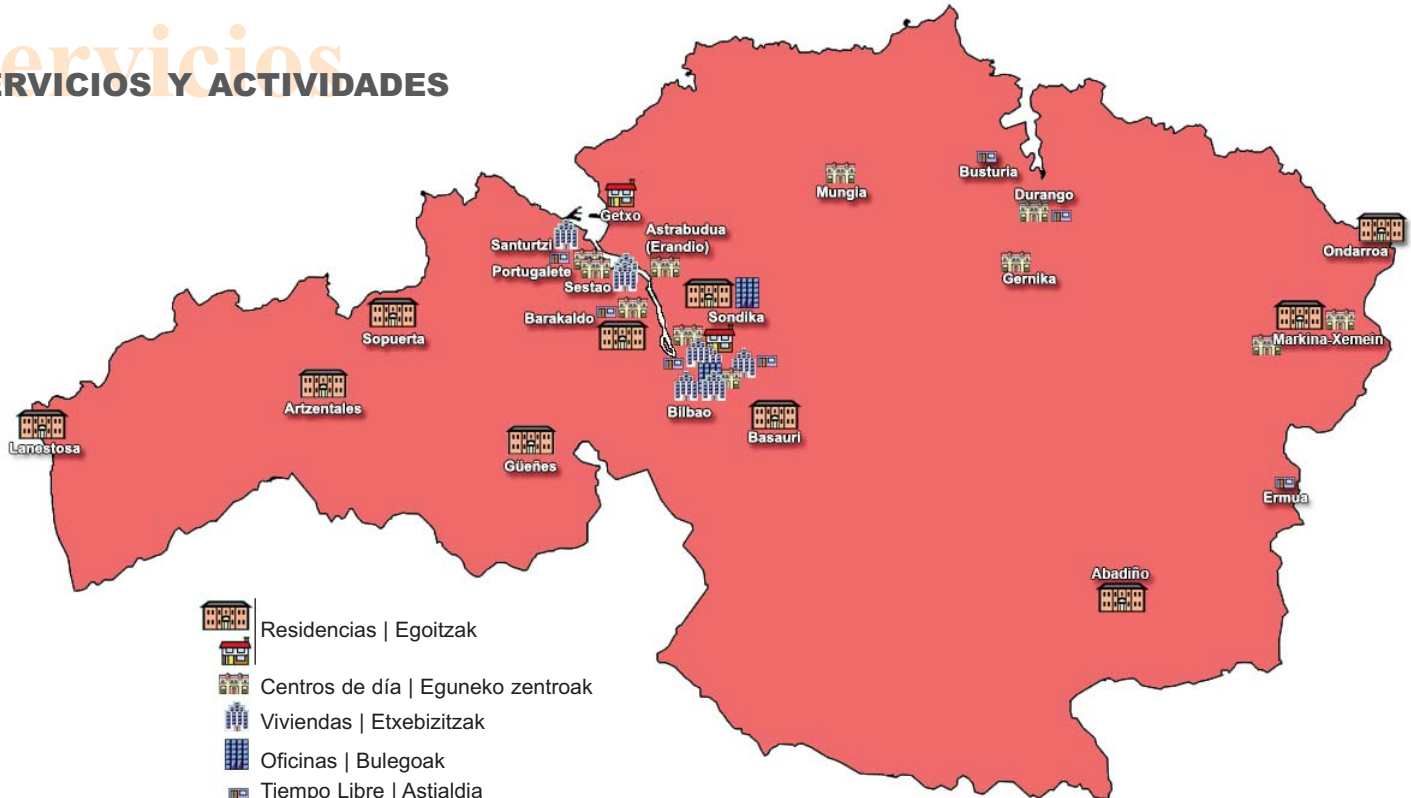 ervicios
ERVICIOS Y ACTIVIDADES
Mungia
Busturia
Durango
Getxo
Astrabudua
(Erandio)
Santurtzi
Portugalete
Sestao
Gernika
Ondarroa
Barakaldo
Sondika
Sopuerta
Markina-Xemein
Artzentales
Bilbao
Basauri
Lanestosa
Güeñes
Ermua
Abadiño
Residencias | Egoitzak
Centros de día | Eguneko zentroak
Viviendas | Etxebizitzak
Oficinas | Bulegoak
Tiempo Libre | Astialdia